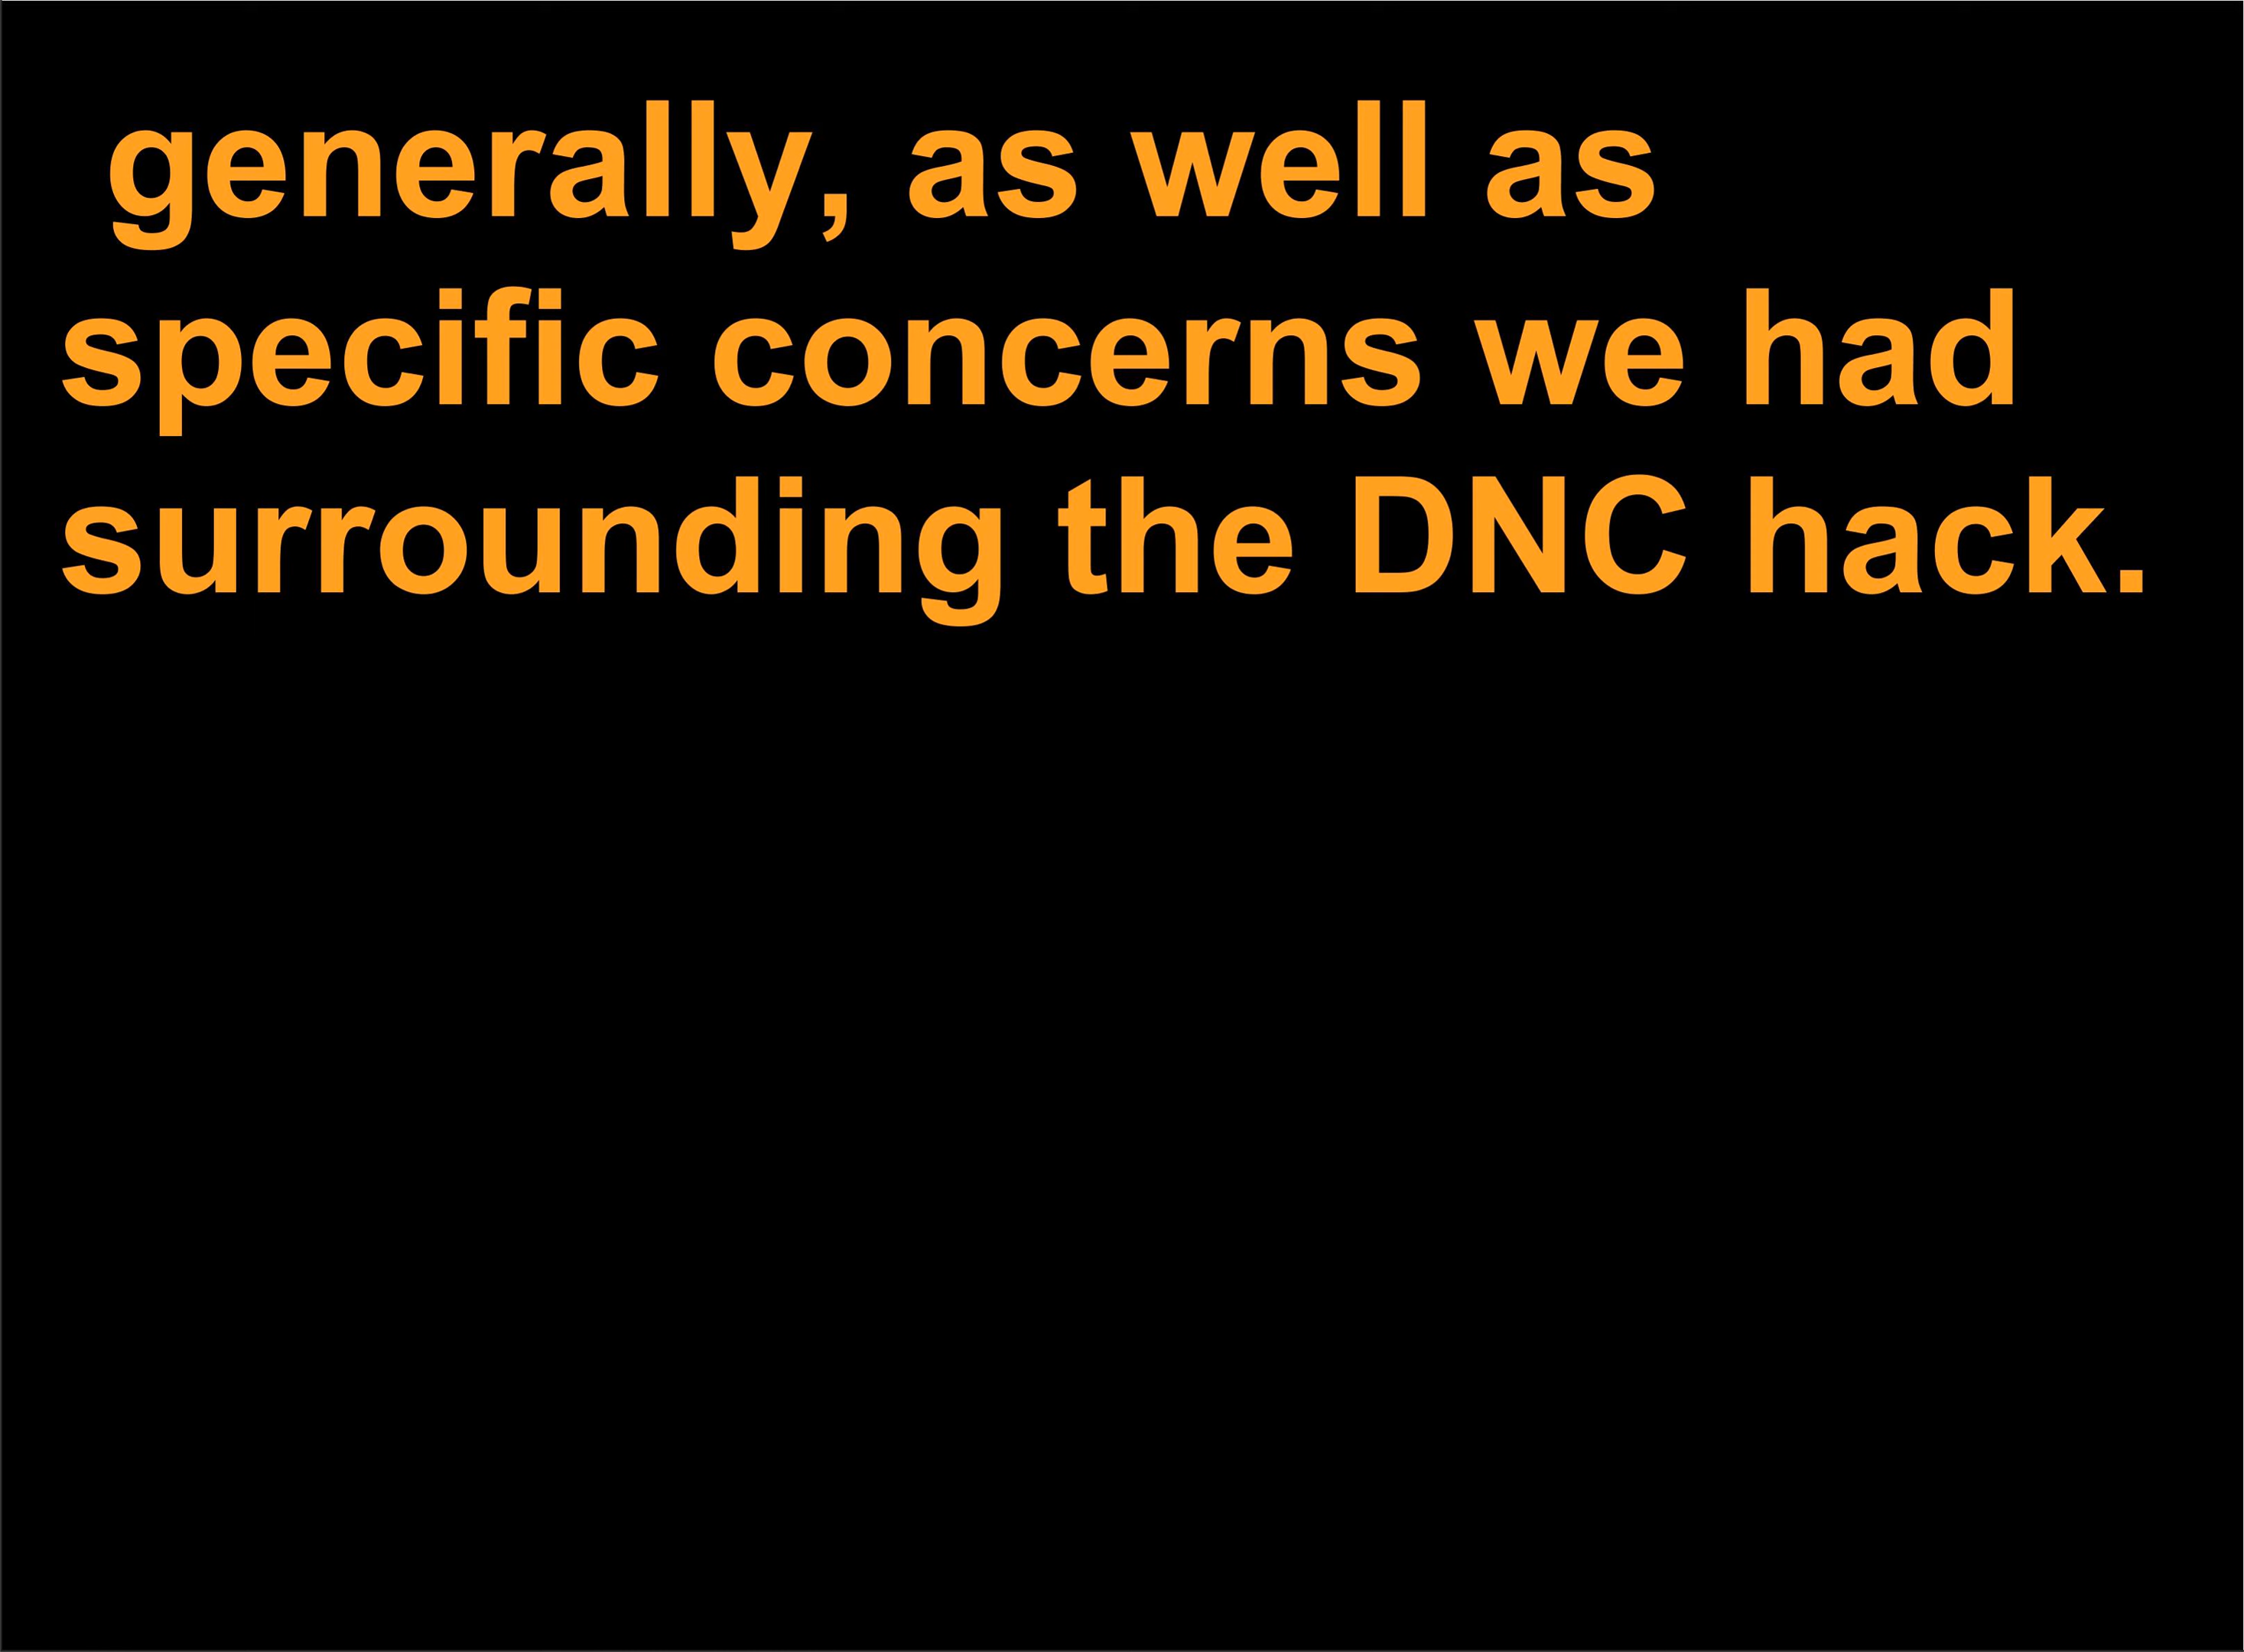 generally, as well as
specific concerns we had
surrounding the DNC hack.